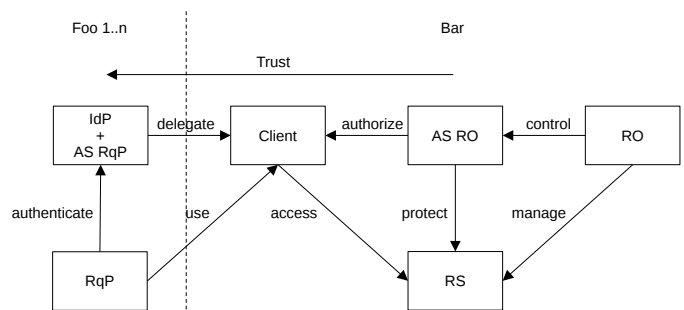 Foo 1..n
Bar
Trust
IdP
+
AS RqP
delegate
Client
authorize
AS RO
control
RO
authenticate
use
access
protect
manage
RqP
RS